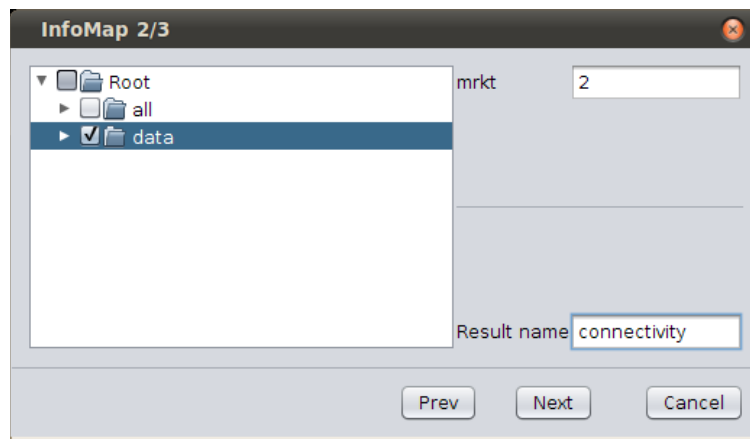 InfoMap 2/3
Root
all
data
mrkt 2
Result name connectivity
Prev Next Cancel